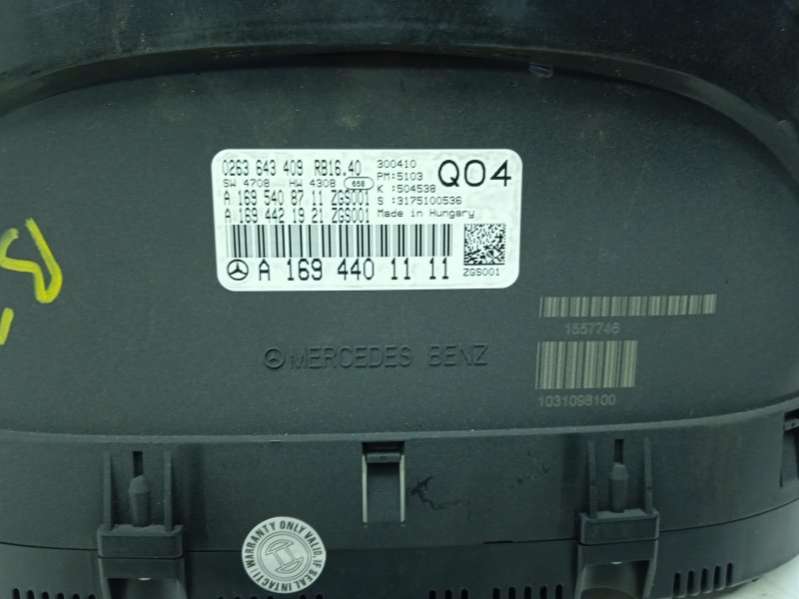 0263 643 409 RB16.40
SW 4708 HW 4308 658
A 169 540 87 11 ZGS001
A 169 442 19 21 ZGS001
300410
PM:5103
K :504538
S :3175100536
Made in Hungary
Q04
A 169 440 11 11
ZGS001
1557746
MERCEDES BENZ
1031098100
WARRANTY ONLY VALID, IF SEAL INTACT!